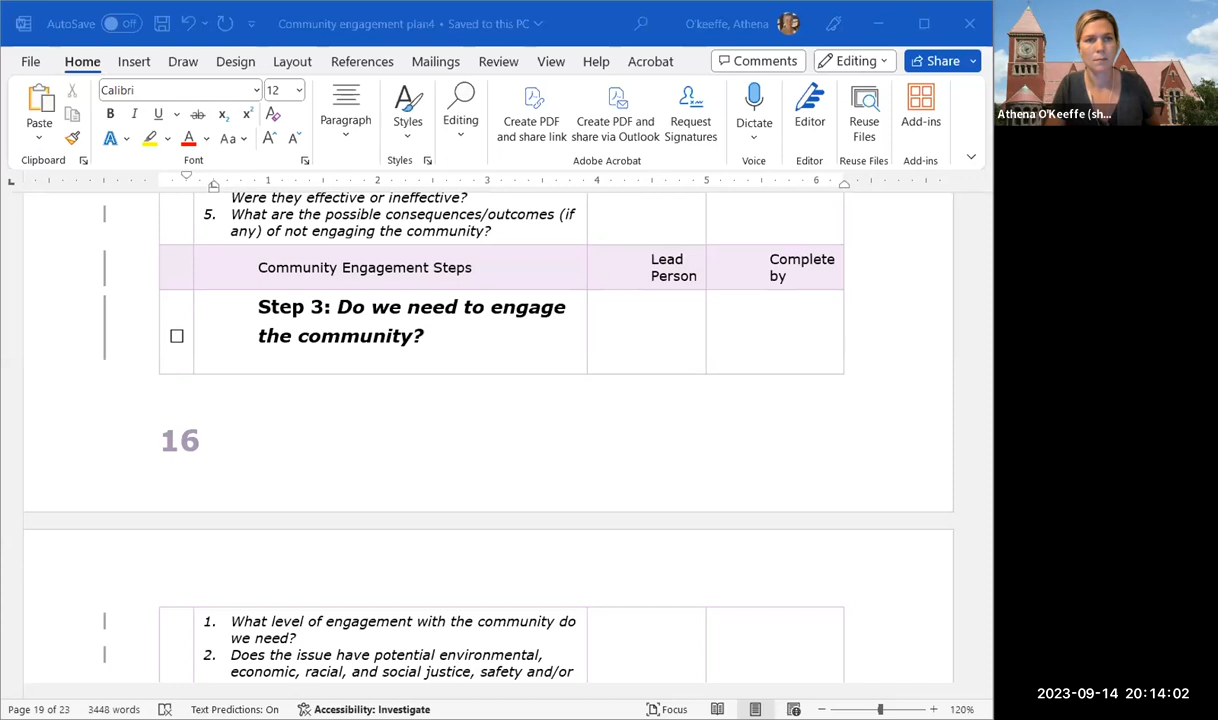 AutoSave Off Community engagement plan4 • Saved to this PC O'keeffe, Athena
File Home Insert Draw Design Layout References Mailings Review View Help Acrobat Comments Editing Share
Calibri 12
Paste Paragraph Styles Editing Create PDF and share link Create PDF and share via Outlook Request Signatures Dictate Editor Reuse Files Add-ins
Clipboard Font Styles Adobe Acrobat Voice Editor Reuse Files Add-ins
1 2 3 4 5 6
Were they effective or ineffective?
5. What are the possible consequences/outcomes (if
any) of not engaging the community?
Community Engagement Steps Lead Person Complete by
Step 3: Do we need to engage
the community?
16
1. What level of engagement with the community do
we need?
2. Does the issue have potential environmental,
economic, racial, and social justice, safety and/or
Page 19 of 23 3448 words Text Predictions: On Accessibility: Investigate Focus 120%
Athena O'Keeffe (sh...
2023-09-14 20:14:02